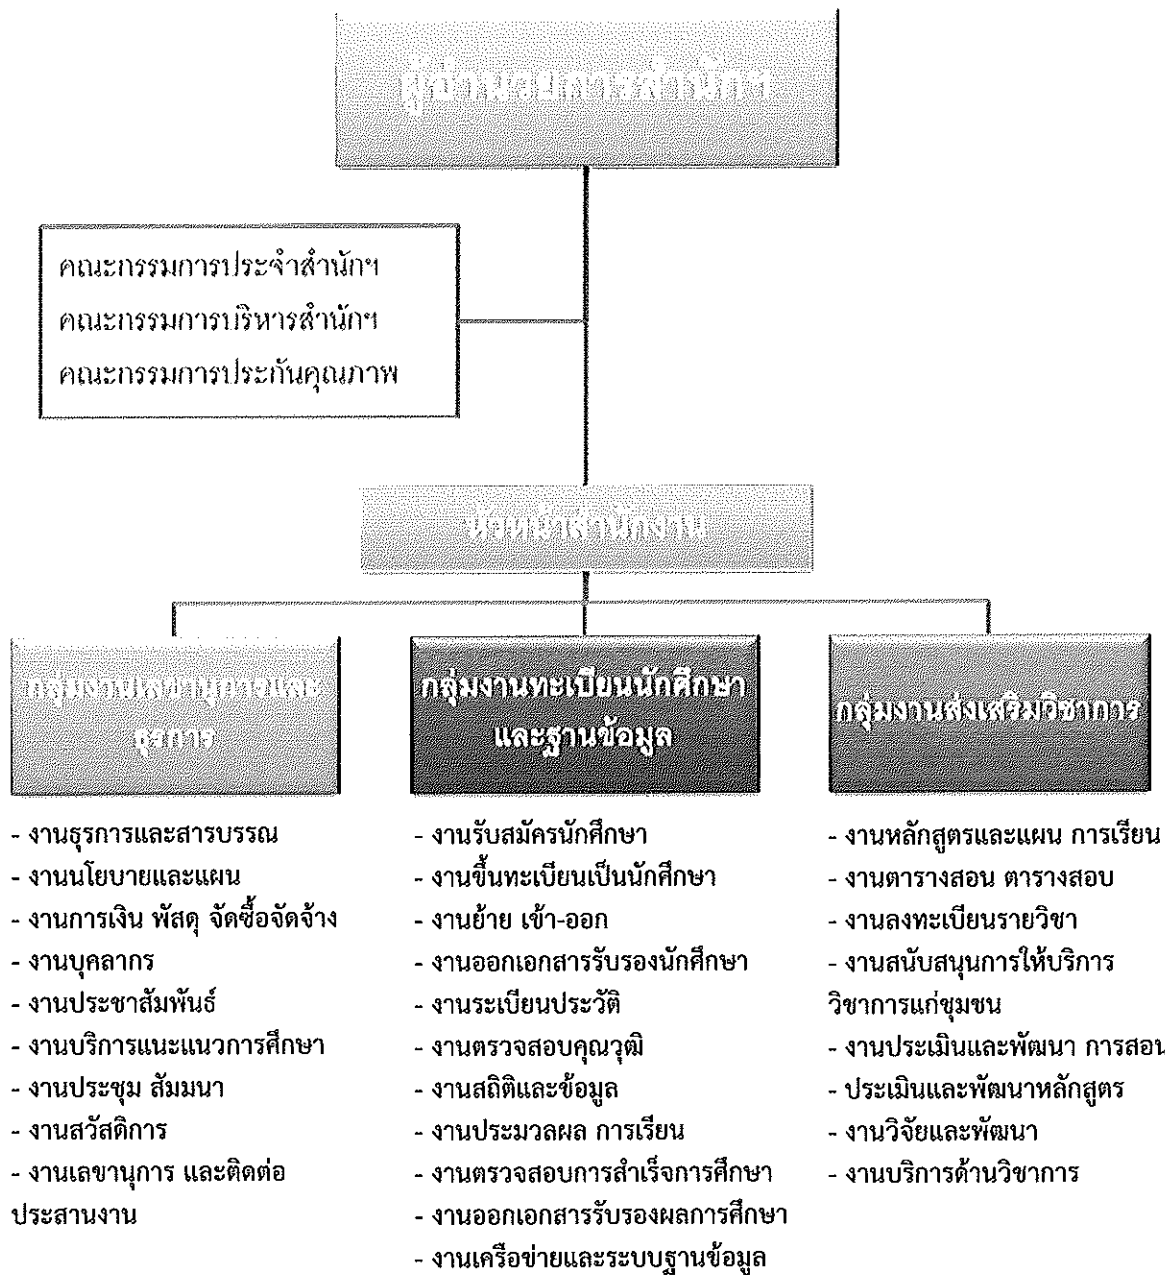 ผู้อำนวยการสำนักฯ
คณะกรรมการประจำสำนักฯ
คณะกรรมการบริหารสำนักฯ
คณะกรรมการประกันคุณภาพ
หัวหน้าสำนักงาน
กลุ่มงานเลขานุการและ
ธุรการ
- งานธุรการและสารบรรณ
- งานนโยบายและแผน
- งานการเงิน พัสดุ จัดซื้อจัดจ้าง
- งานบุคลากร
- งานประชาสัมพันธ์
- งานบริการแนะแนวการศึกษา
- งานประชุม สัมมนา
- งานสวัสดิการ
- งานเลขานุการ และติดต่อ
ประสานงาน
กลุ่มงานทะเบียนนักศึกษา
และฐานข้อมูล
- งานรับสมัครนักศึกษา
- งานขึ้นทะเบียนเป็นนักศึกษา
- งานย้าย เข้า-ออก
- งานออกเอกสารรับรองนักศึกษา
- งานระเบียนประวัติ
- งานตรวจสอบคุณวุฒิ
- งานสถิติและข้อมูล
- งานประมวลผล การเรียน
- งานตรวจสอบการสำเร็จการศึกษา
- งานออกเอกสารรับรองผลการศึกษา
- งานเครือข่ายและระบบฐานข้อมูล
กลุ่มงานส่งเสริมวิชาการ
- งานหลักสูตรและแผน การเรียน
- งานตารางสอน ตารางสอบ
- งานลงทะเบียนรายวิชา
- งานสนับสนุนการให้บริการ
วิชาการแก่ชุมชน
- งานประเมินและพัฒนา การสอน
- ประเมินและพัฒนาหลักสูตร
- งานวิจัยและพัฒนา
- งานบริการด้านวิชาการ